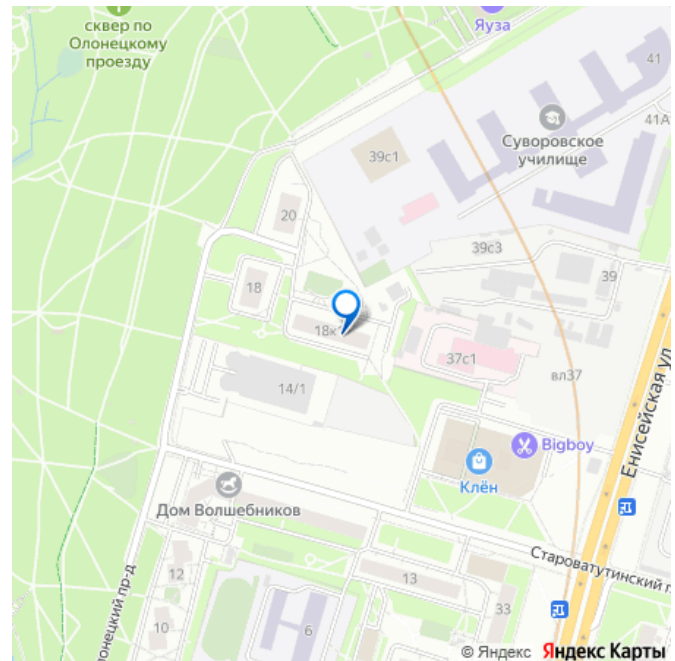 сквер по
Олонецкому
проезду
Яуза
41
41А
Суворовское
училище
39с1
20
39с3
39
18
18к
37с1
вл37
14/1
Енисейская ул.
Bigboy
Клён
Дом Волшебников
Староватутинский п
12
13
33
10
6
лонецкий пр-д
© Яндекс Яндекс Карты